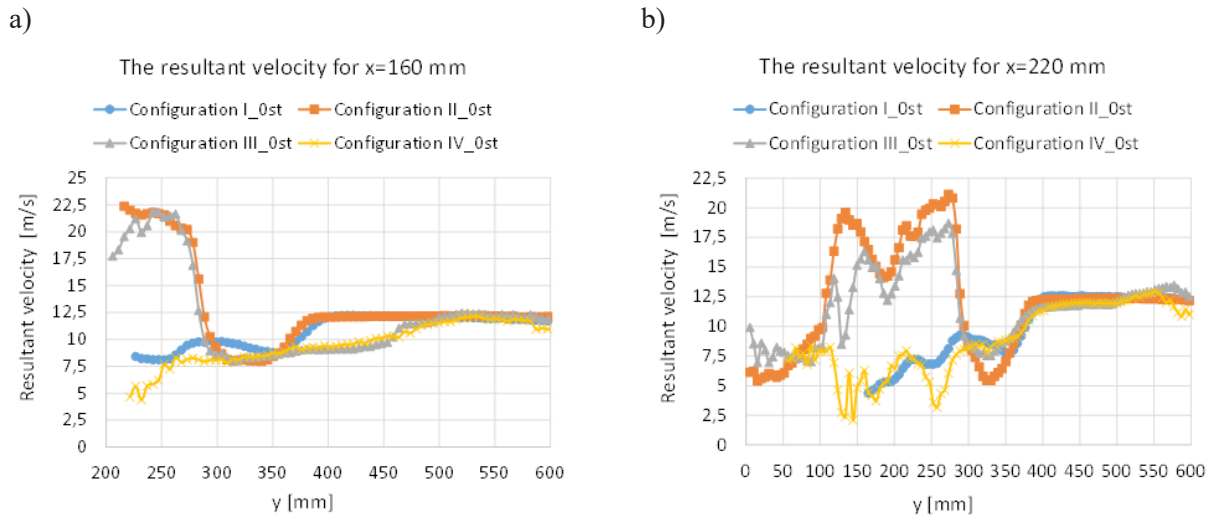 a)
The resultant velocity for x=160 mm
Configuration I_0st
Configuration II_0st
Configuration III_0st
Configuration IV_0st
Resultant velocity [m/s]
25
22,5
20
17,5
15
12,5
10
7,5
5
2,5
0
200 250 300 350 400 450 500 550 600
y [mm]
b)
The resultant velocity for x=220 mm
Configuration I_0st
Configuration II_0st
Configuration III_0st
Configuration IV_0st
Resultant velocity [m/s]
22,5
20
17,5
15
12,5
10
7,5
5
2,5
0
0 50 100 150 200 250 300 350 400 450 500 550 600
y [mm]